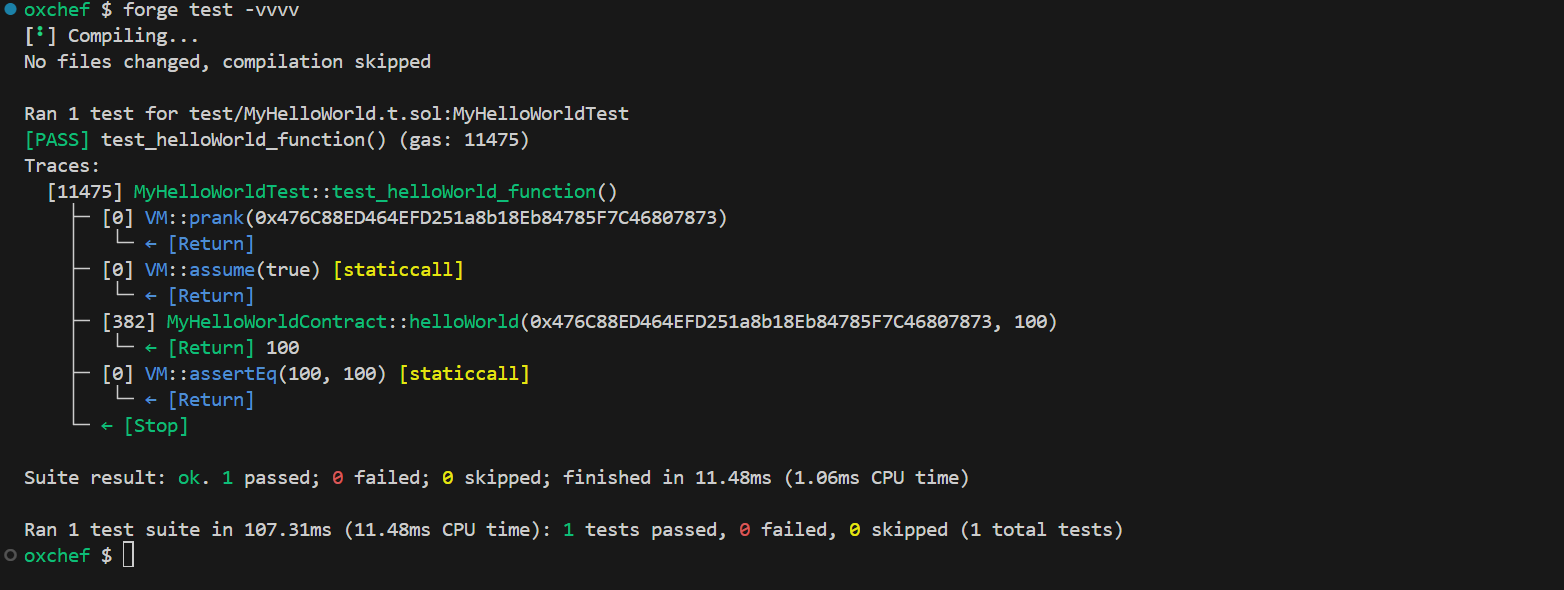 oxchef $ forge test -vvvv
[⠃] Compiling...
No files changed, compilation skipped
Ran 1 test for test/MyHelloWorld.t.sol:MyHelloWorldTest
[PASS] test_helloWorld_function() (gas: 11475)
Traces:
[11475] MyHelloWorldTest::test_helloWorld_function()
├─ [0] VM::prank(0x476C88ED464EFD251a8b18Eb84785F7C46807873)
│   └─ ← [Return]
├─ [0] VM::assume(true) [staticcall]
│   └─ ← [Return]
├─ [382] MyHelloWorldContract::helloWorld(0x476C88ED464EFD251a8b18Eb84785F7C46807873, 100)
│   └─ ← [Return] 100
├─ [0] VM::assertEq(100, 100) [staticcall]
│   └─ ← [Return]
└─ ← [Stop]
Suite result: ok. 1 passed; 0 failed; 0 skipped; finished in 11.48ms (1.06ms CPU time)
Ran 1 test suite in 107.31ms (11.48ms CPU time): 1 tests passed, 0 failed, 0 skipped (1 total tests)
oxchef $